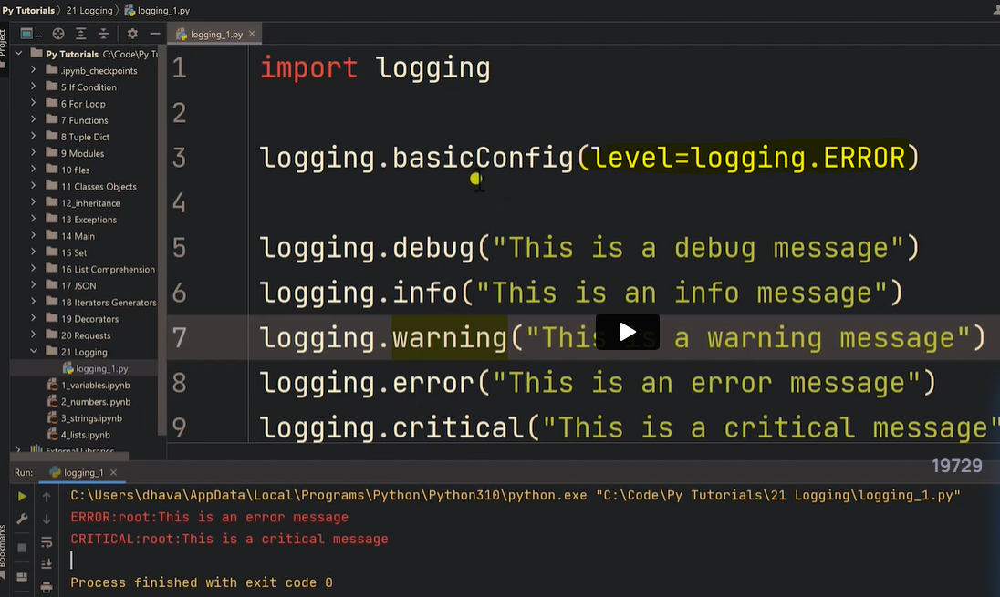 Py Tutorials 21 Logging logging_1.py
Project
logging_1.py
Py Tutorials C:\Code\Py Tu
.ipynb_checkpoints
5 If Condition
6 For Loop
7 Functions
8 Tuple Dict
9 Modules
10 files
11 Classes Objects
12_inheritance
13 Exceptions
14 Main
15 Set
16 List Comprehension
17 JSON
18 Iterators Generators
19 Decorators
20 Requests
21 Logging
logging_1.py
1_variables.ipynb
2_numbers.ipynb
3_strings.ipynb
4_lists.ipynb
External Libraries
1 import logging
2
3 logging.basicConfig(level=logging.ERROR)
4
5 logging.debug("This is a debug message")
6 logging.info("This is an info message")
7 logging.warning("This is a warning message")
8 logging.error("This is an error message")
9 logging.critical("This is a critical message"
19729
Run: logging_1
C:\Users\dhava\AppData\Local\Programs\Python\Python310\python.exe "C:\Code\Py Tutorials\21 Logging\logging_1.py"
ERROR:root:This is an error message
CRITICAL:root:This is a critical message
Process finished with exit code 0
Bookmarks